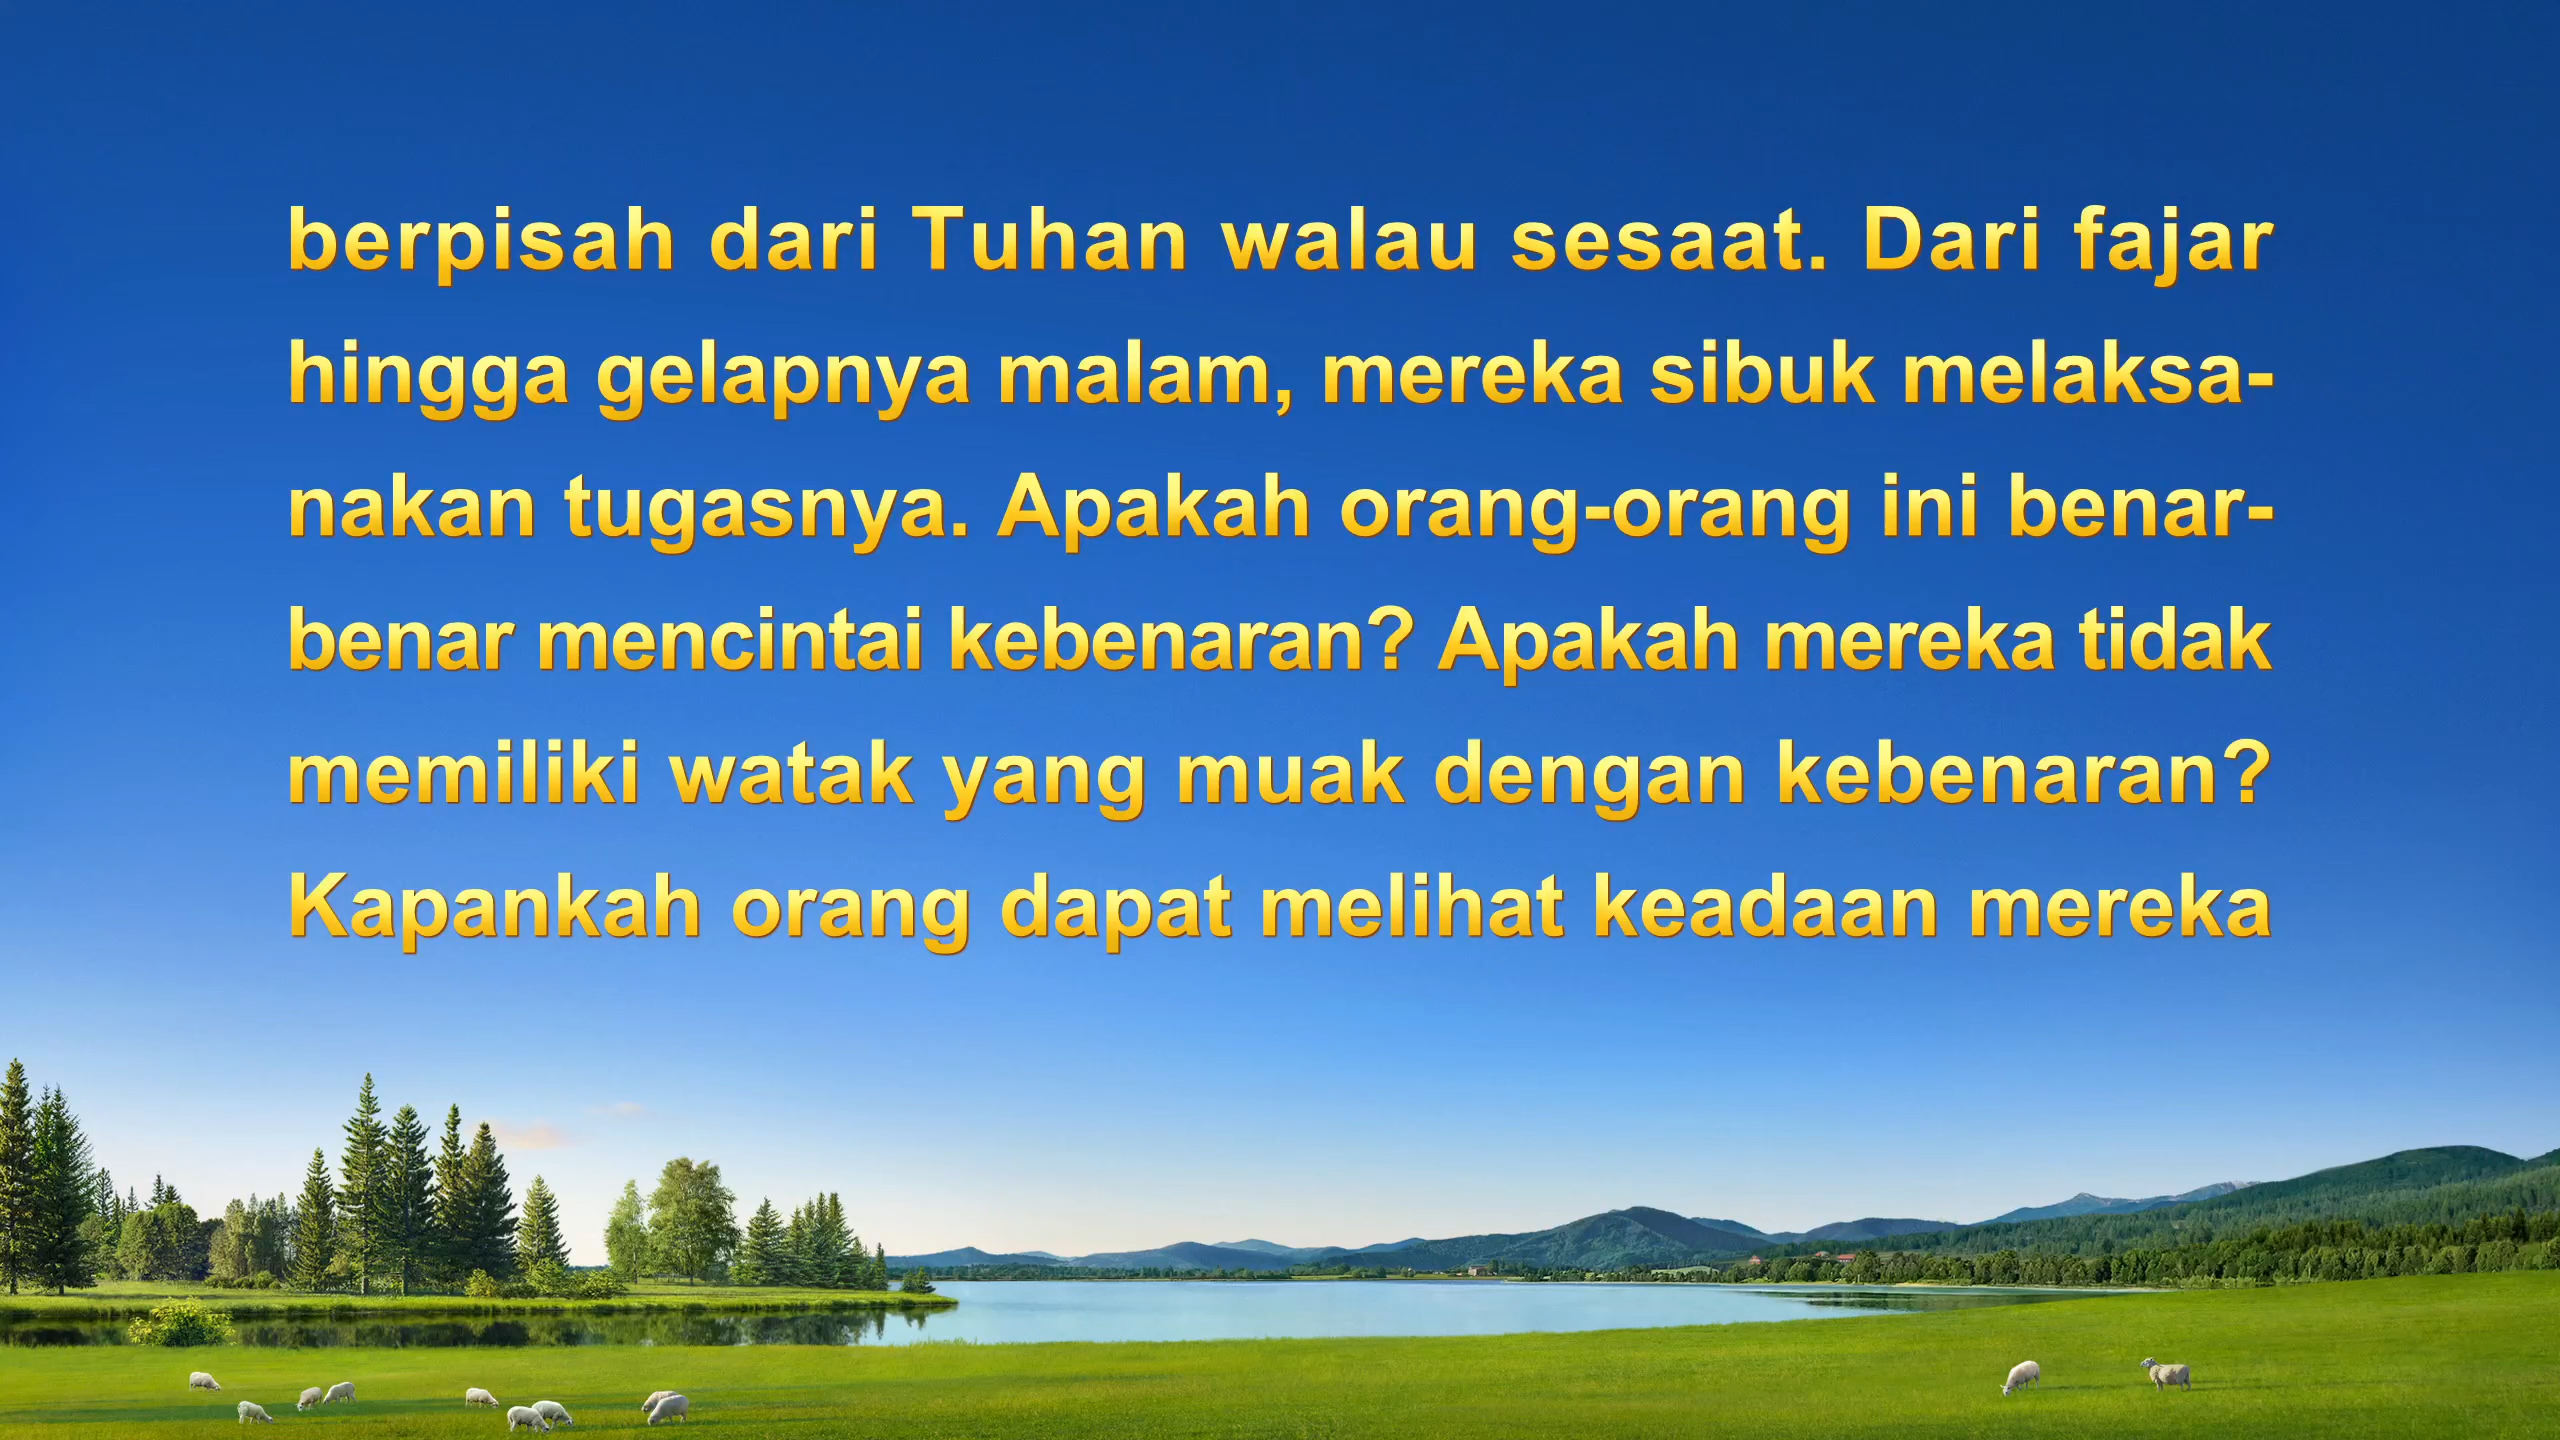 berpisah dari Tuhan walau sesaat. Dari fajar
hingga gelapnya malam, mereka sibuk melaksa-
nakan tugasnya. Apakah orang-orang ini benar-
benar mencintai kebenaran? Apakah mereka tidak
memiliki watak yang muak dengan kebenaran?
Kapankah orang dapat melihat keadaan mereka